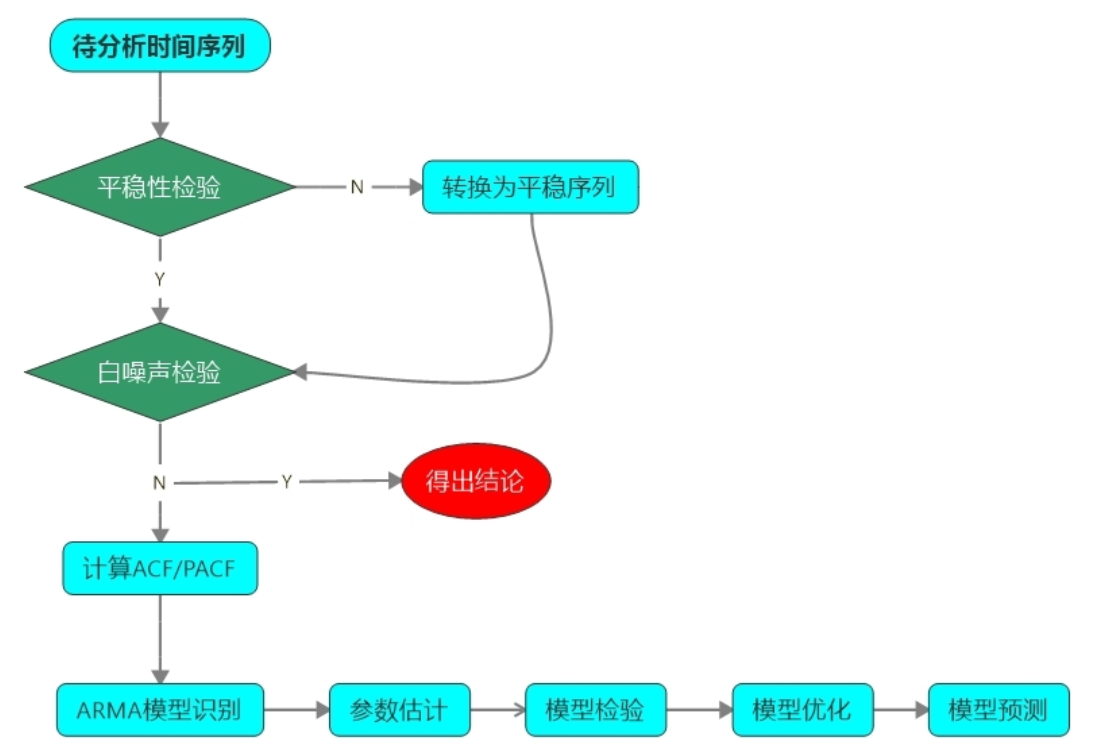 待分析时间序列
平稳性检验
N
转换为平稳序列
Y
白噪声检验
N
Y
得出结论
计算ACF/PACF
ARMA模型识别
参数估计
模型检验
模型优化
模型预测